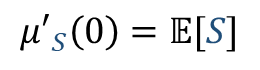 μ′_S(0) = 𝔼[S]